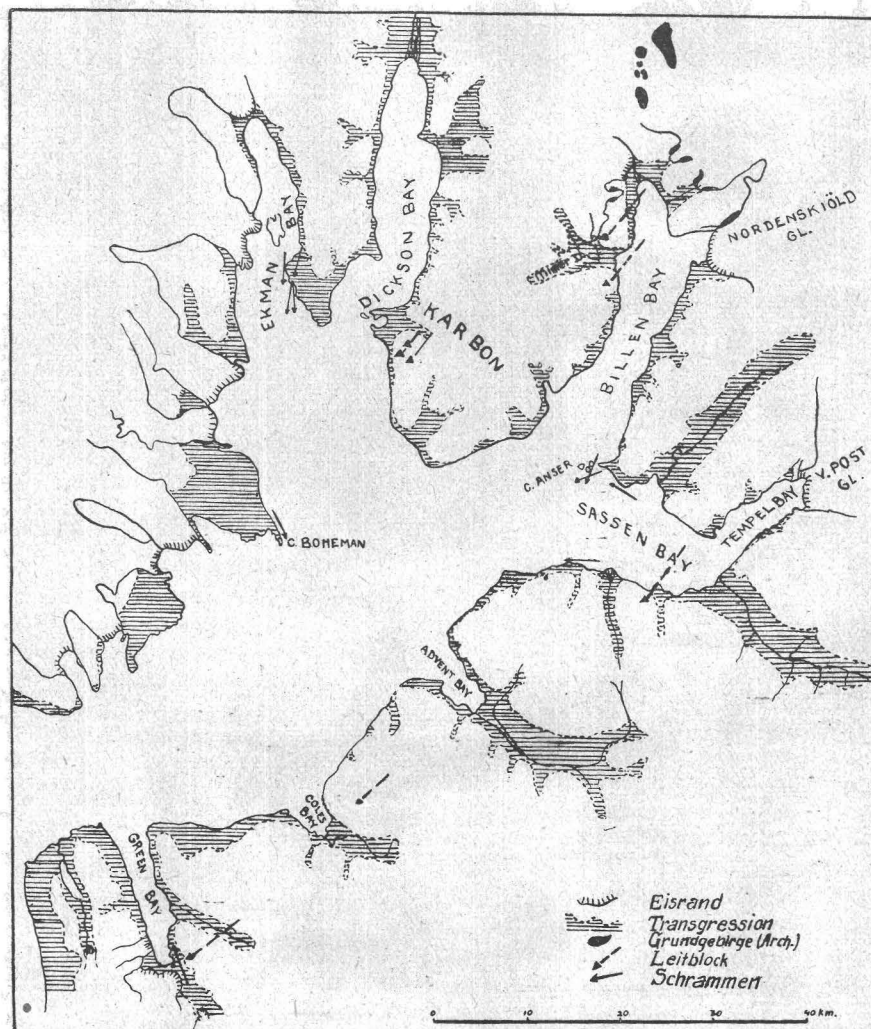 NORDENSKIÖLD
GL.
EKMAN BAY
DICKSON BAY
KARBON
BILLEN BAY
C. ANSER
SASSEN BAY
TEMPELBAY
V. POST
GL.
C. BOHEMAN
ADVENT BAY
COLES
BAY
GREEN
BAY
Eisrand
Transgression
Grundgebirge (Arch.)
Leitblock
Schrammen
0 10 20 30 40 km.